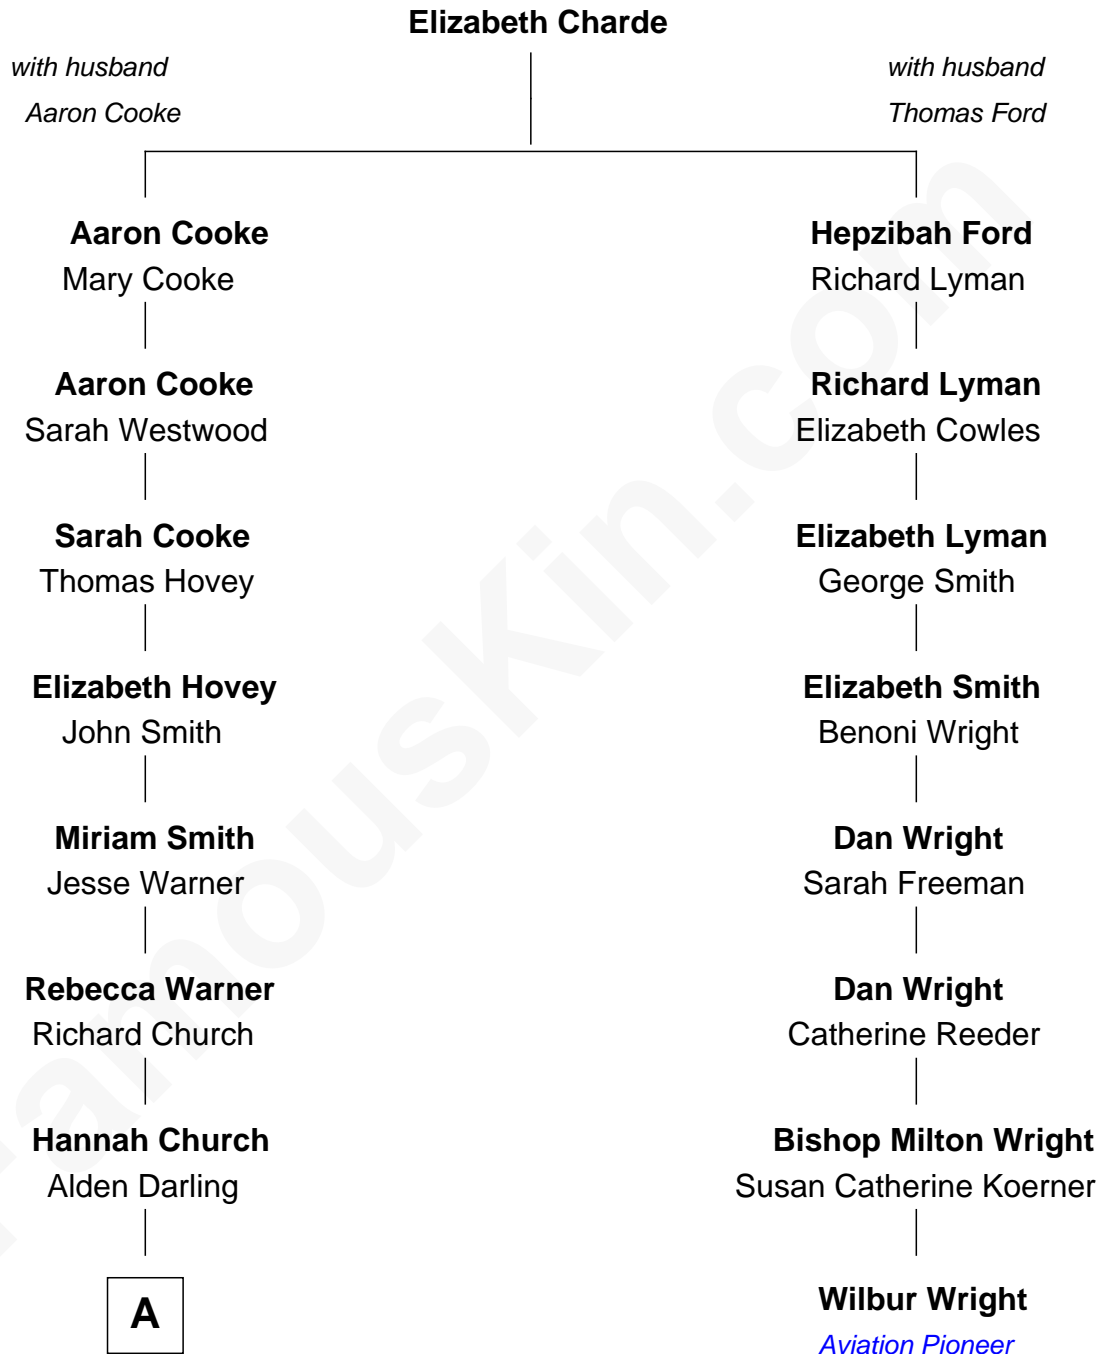 Elizabeth Charde
with husband
Aaron Cooke
with husband
Thomas Ford
Aaron Cooke
Mary Cooke
Hepzibah Ford
Richard Lyman
Aaron Cooke
Sarah Westwood
Richard Lyman
Elizabeth Cowles
Sarah Cooke
Thomas Hovey
Elizabeth Lyman
George Smith
Elizabeth Hovey
John Smith
Elizabeth Smith
Benoni Wright
Miriam Smith
Jesse Warner
Dan Wright
Sarah Freeman
Rebecca Warner
Richard Church
Dan Wright
Catherine Reeder
Hannah Church
Alden Darling
Bishop Milton Wright
Susan Catherine Koerner
A
Wilbur Wright
Aviation Pioneer
FamousKin.com